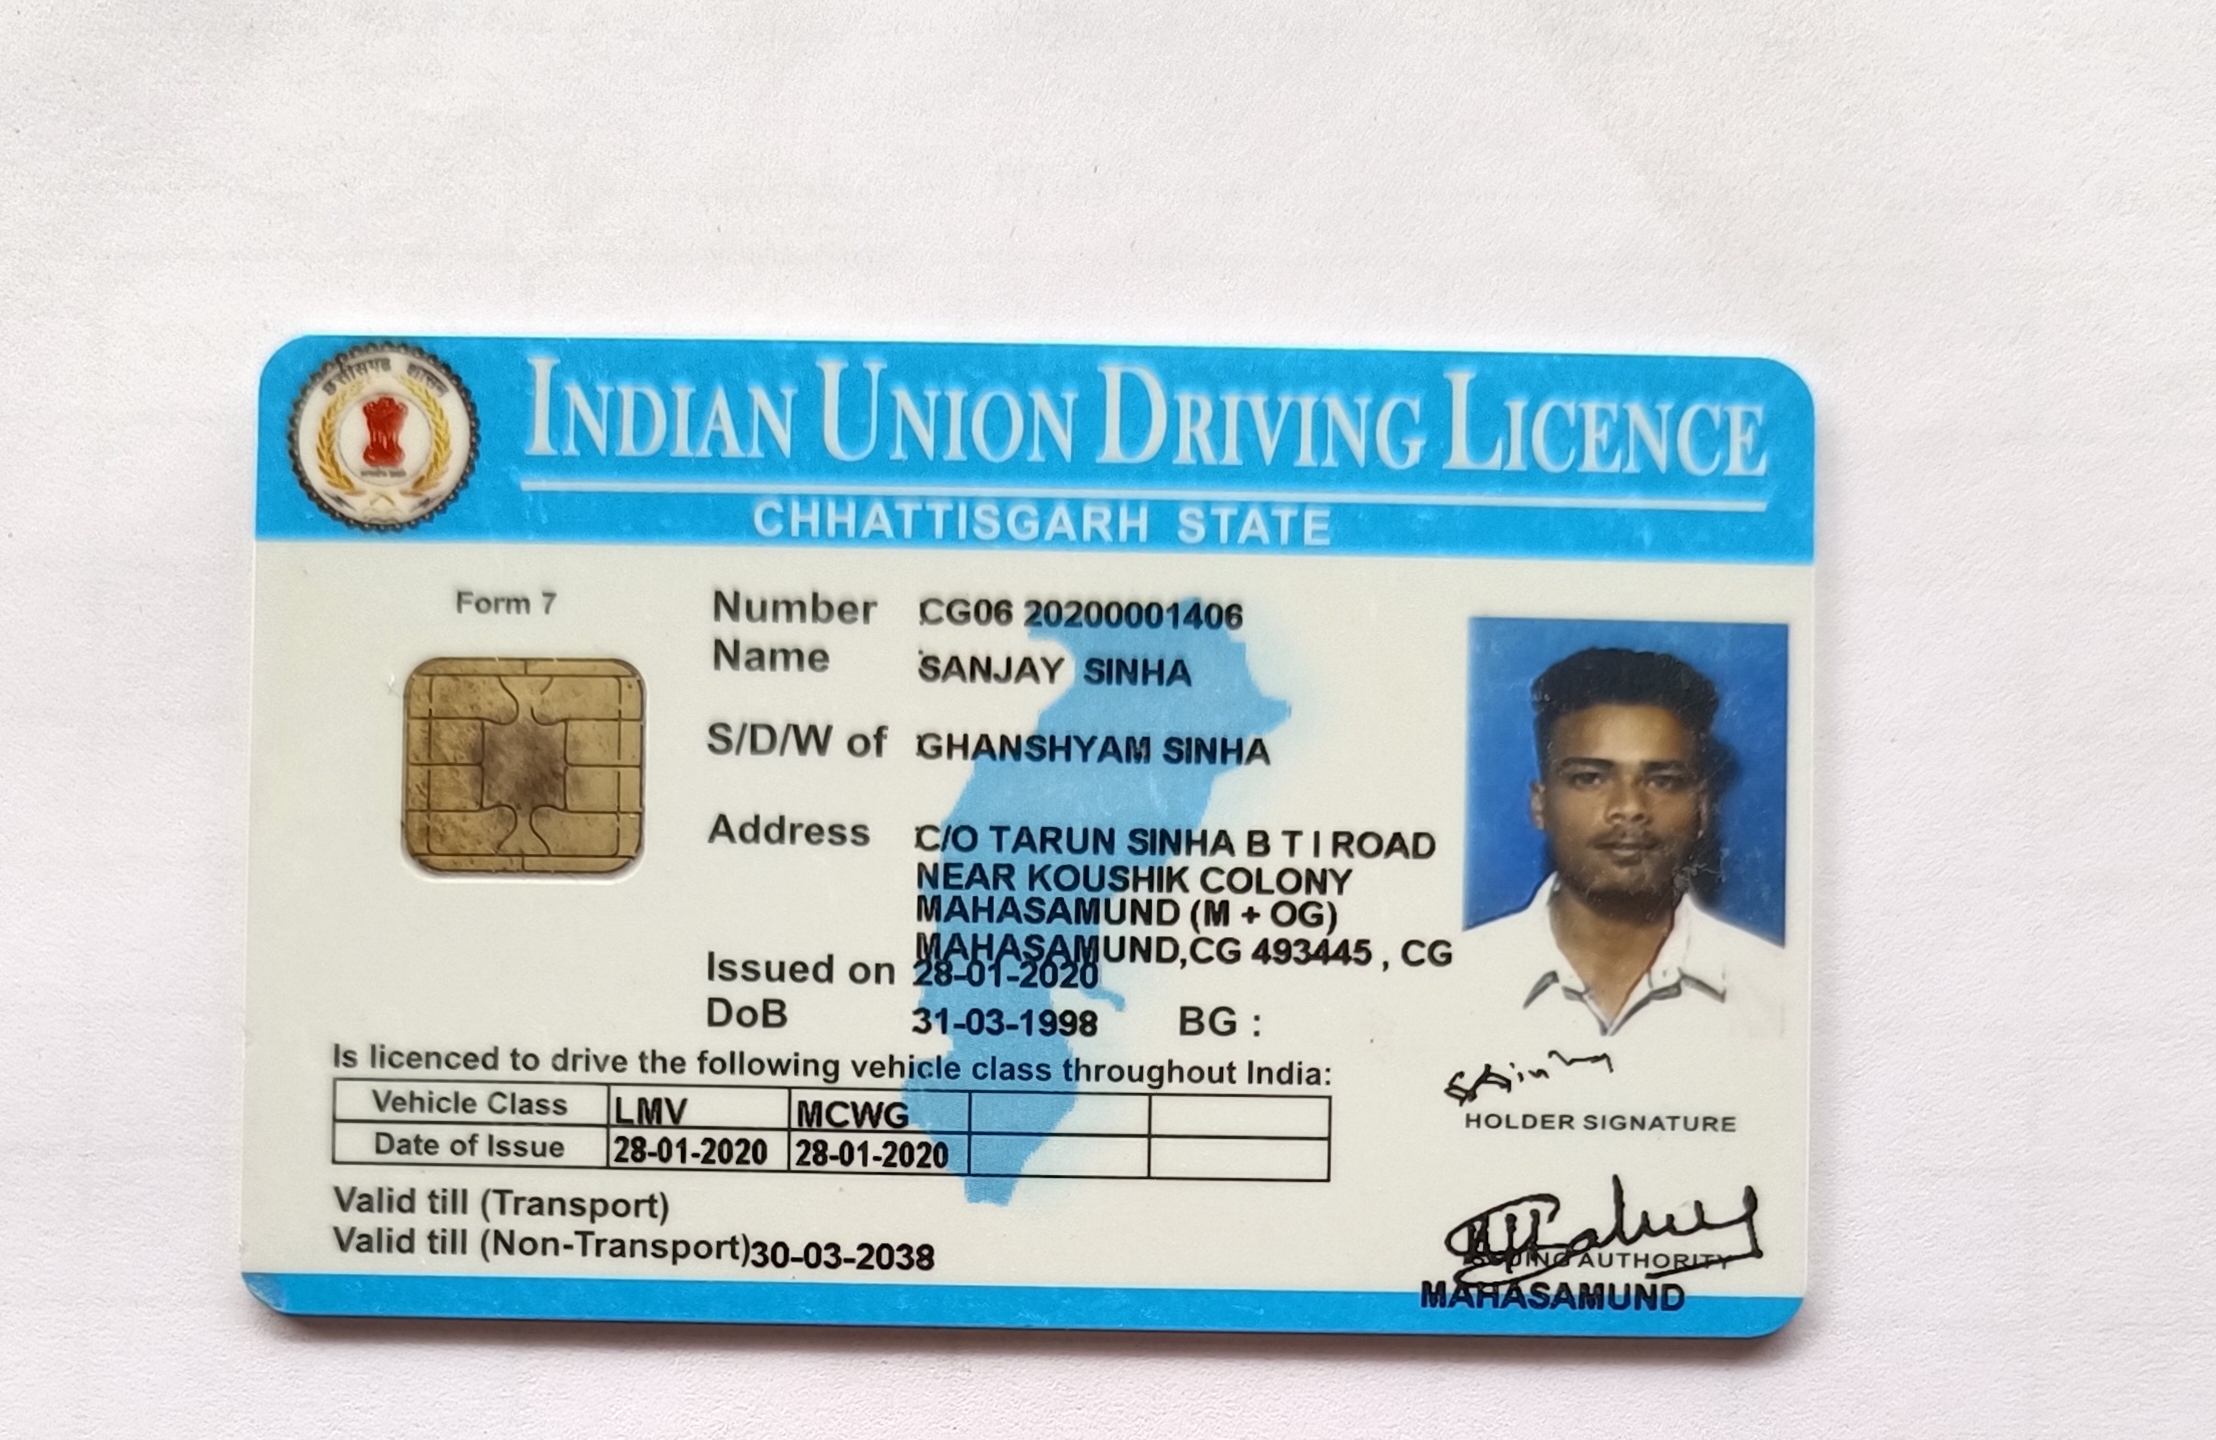 छत्तीसगढ़ शासन
INDIAN UNION DRIVING LICENCE
CHHATTISGARH STATE
Form 7
Number CG06 20200001406
Name SANJAY SINHA
S/D/W of GHANSHYAM SINHA
Address C/O TARUN SINHA B T I ROAD
NEAR KOUSHIK COLONY
MAHASAMUND (M + OG)
MAHASAMUND,CG 493445 , CG
Issued on 28-01-2020
DoB 31-03-1998 BG :
Is licenced to drive the following vehicle class throughout India:
Vehicle Class LMV MCWG
Date of Issue 28-01-2020 28-01-2020
Valid till (Transport)
Valid till (Non-Transport)30-03-2038
HOLDER SIGNATURE
ISSUING AUTHORITY
MAHASAMUND